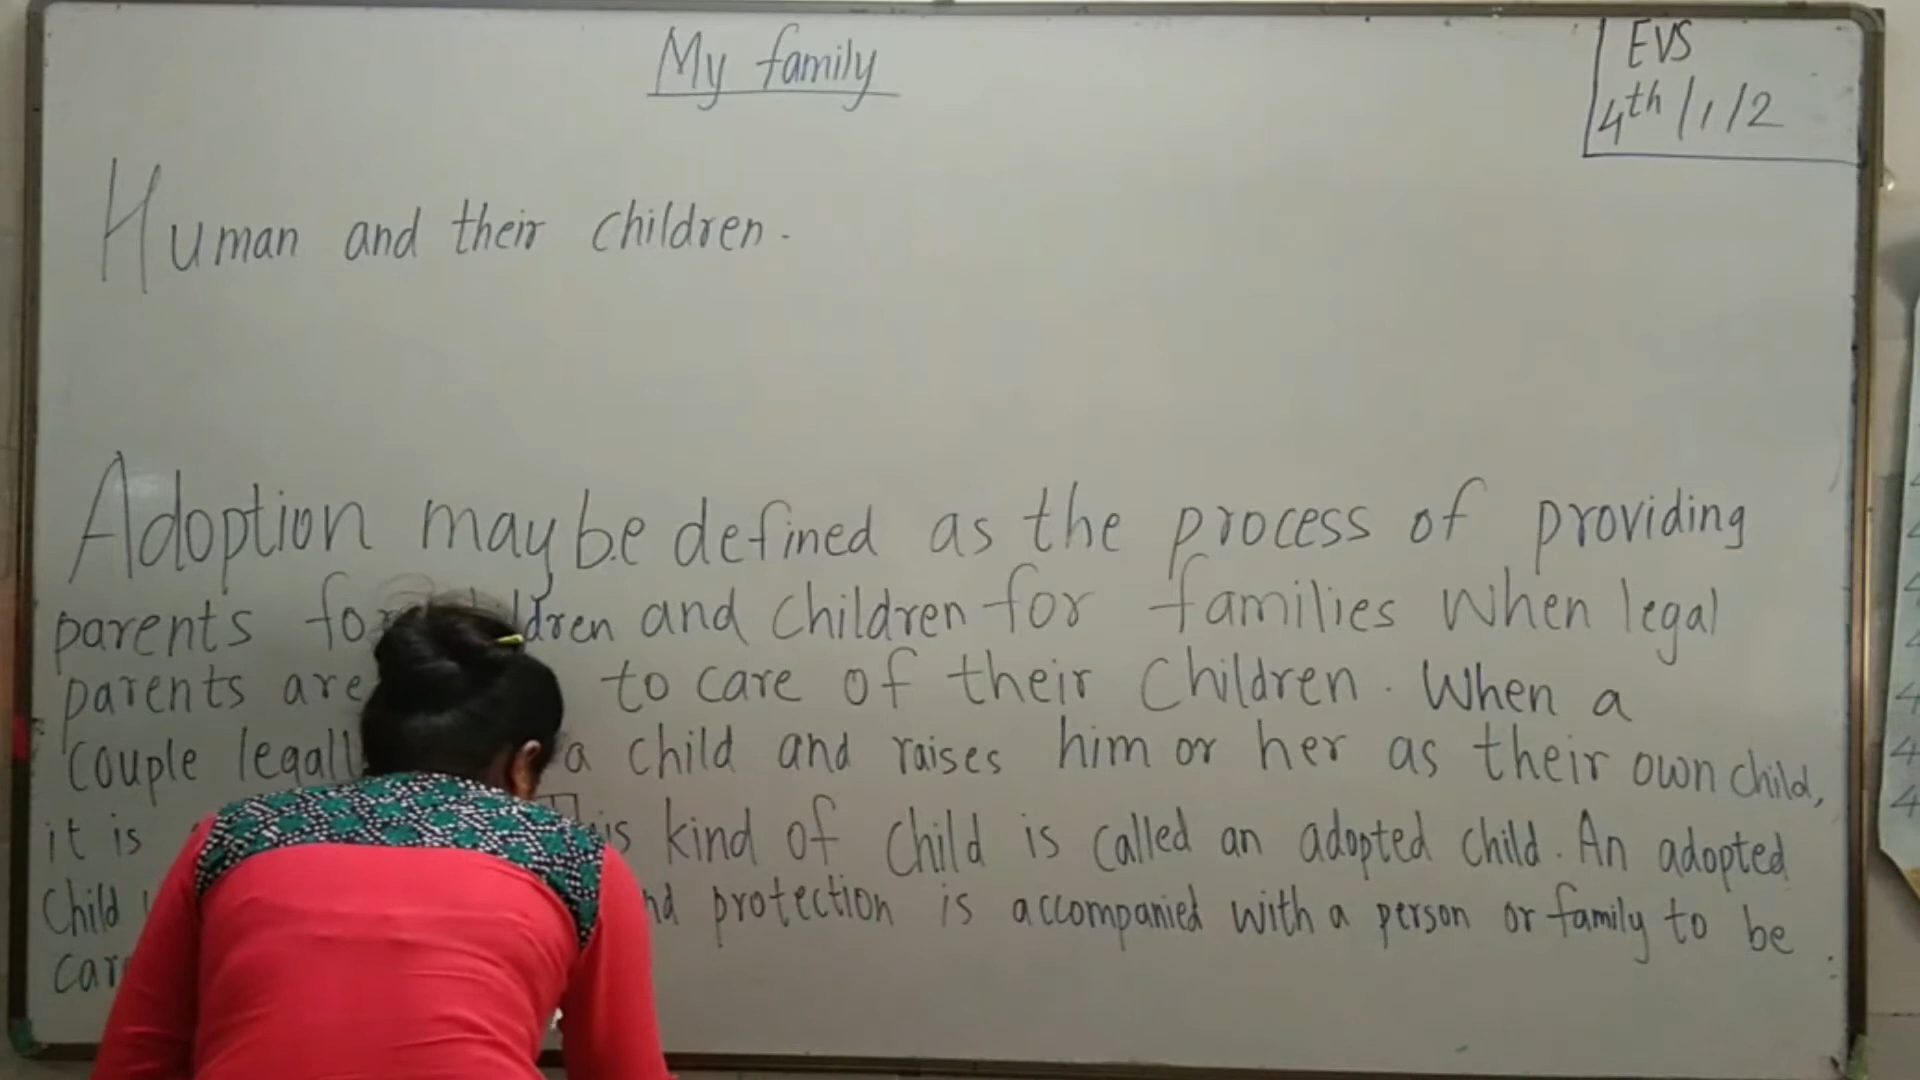 My family
EVS
4th/1/2
Human and their children.
Adoption may be defined as the process of providing
parents for dren and children for families when legal
parents are to care of their children. When a
couple legall a child and raises him or her as their own child,
it is is kind of child is called an adopted child. An adopted
child nd protection is accompanied with a person or family to be
car